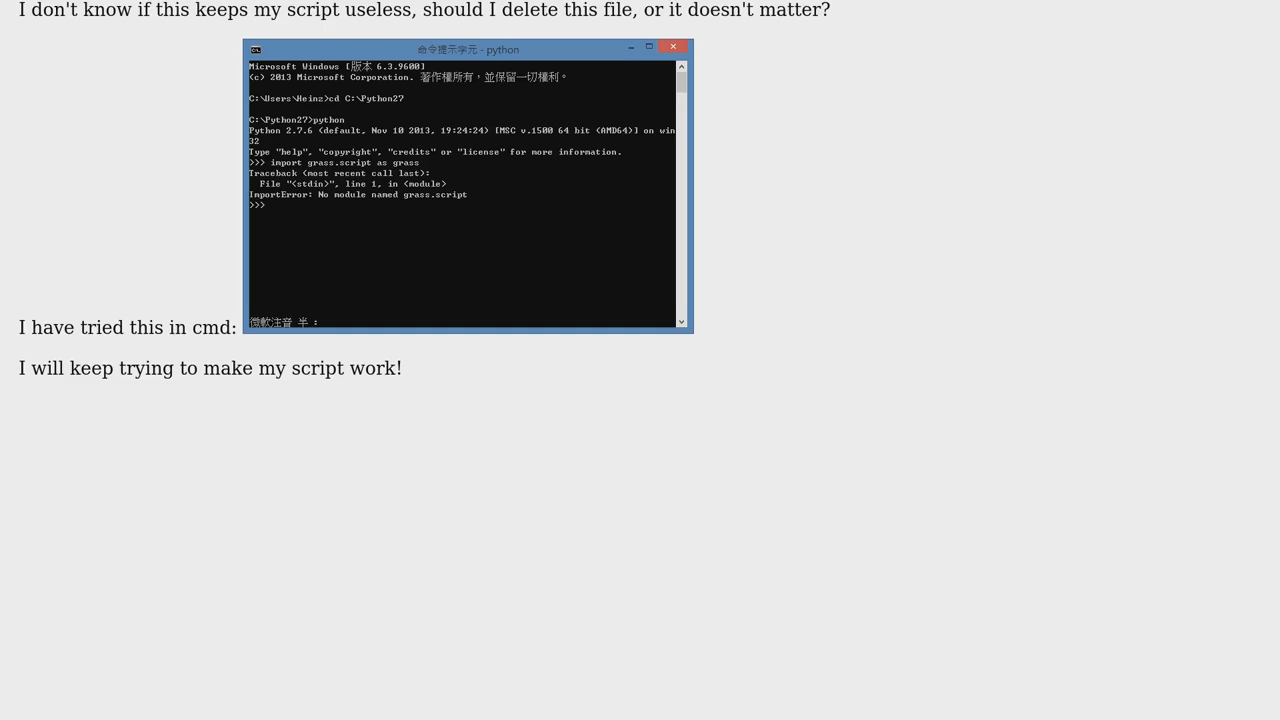 I don't know if this keeps my script useless, should I delete this file, or it doesn't matter?
命令提示字元 - python
Microsoft Windows [版本 6.3.9600]
(c) 2013 Microsoft Corporation. 著作權所有，並保留一切權利。
C:\Users\Heinz>cd C:\Python27
C:\Python27>python
Python 2.7.6 (default, Nov 10 2013, 19:24:24) [MSC v.1500 64 bit (AMD64)] on win
32
Type "help", "copyright", "credits" or "license" for more information.
>>> import grass.script as grass
Traceback (most recent call last):
  File "<stdin>", line 1, in <module>
ImportError: No module named grass.script
>>>
微軟注音 半 :
I have tried this in cmd:
I will keep trying to make my script work!